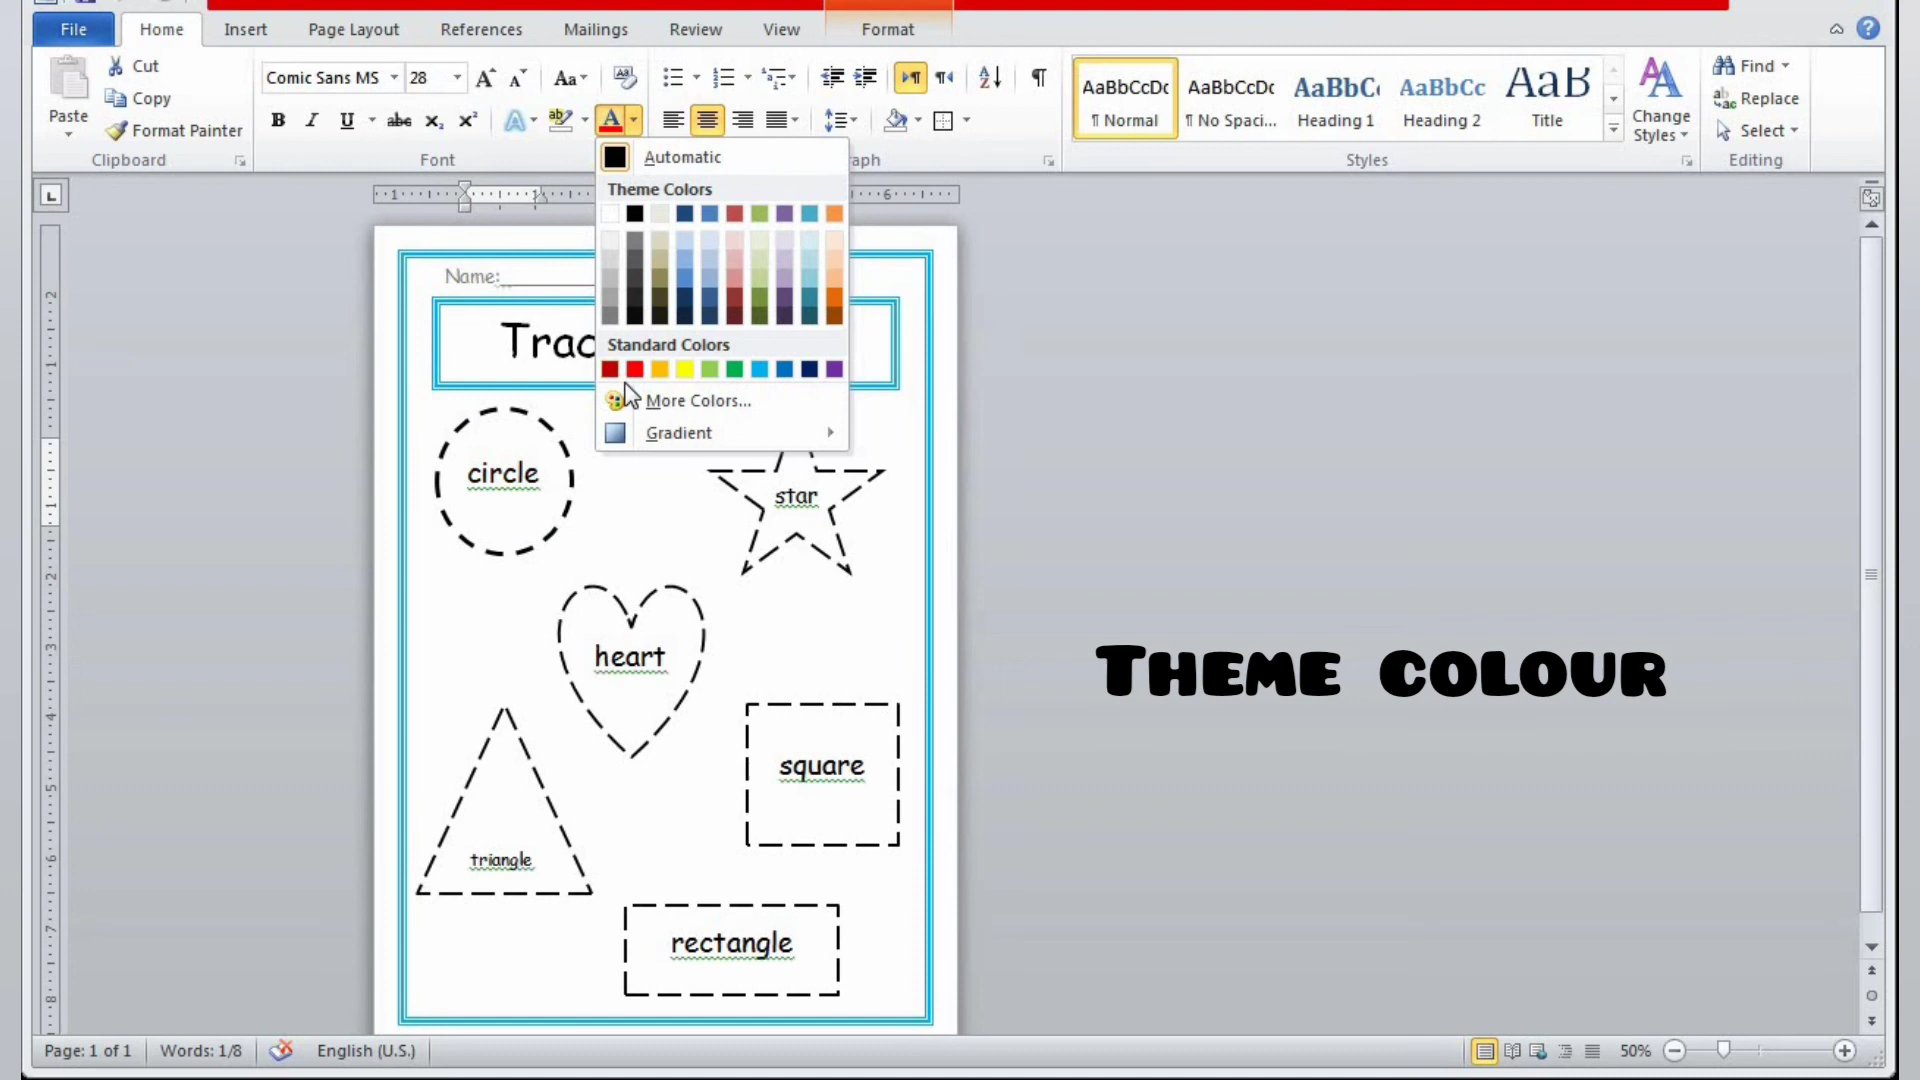 File Home Insert Page Layout References Mailings Review View Format
Cut
Copy
Format Painter
Paste
Clipboard
Comic Sans MS 28
Font
Automatic
Theme Colors
Standard Colors
More Colors...
Gradient
AaBbCcDc AaBbCcDc AaBbC AaBbCc AaB
¶ Normal ¶ No Spaci... Heading 1 Heading 2 Title
Change
Styles
Styles
Find
Replace
Select
Editing
Name:
circle
star
heart
square
triangle
rectangle
THEME COLOUR
Page: 1 of 1 Words: 1/8 English (U.S.) 50%